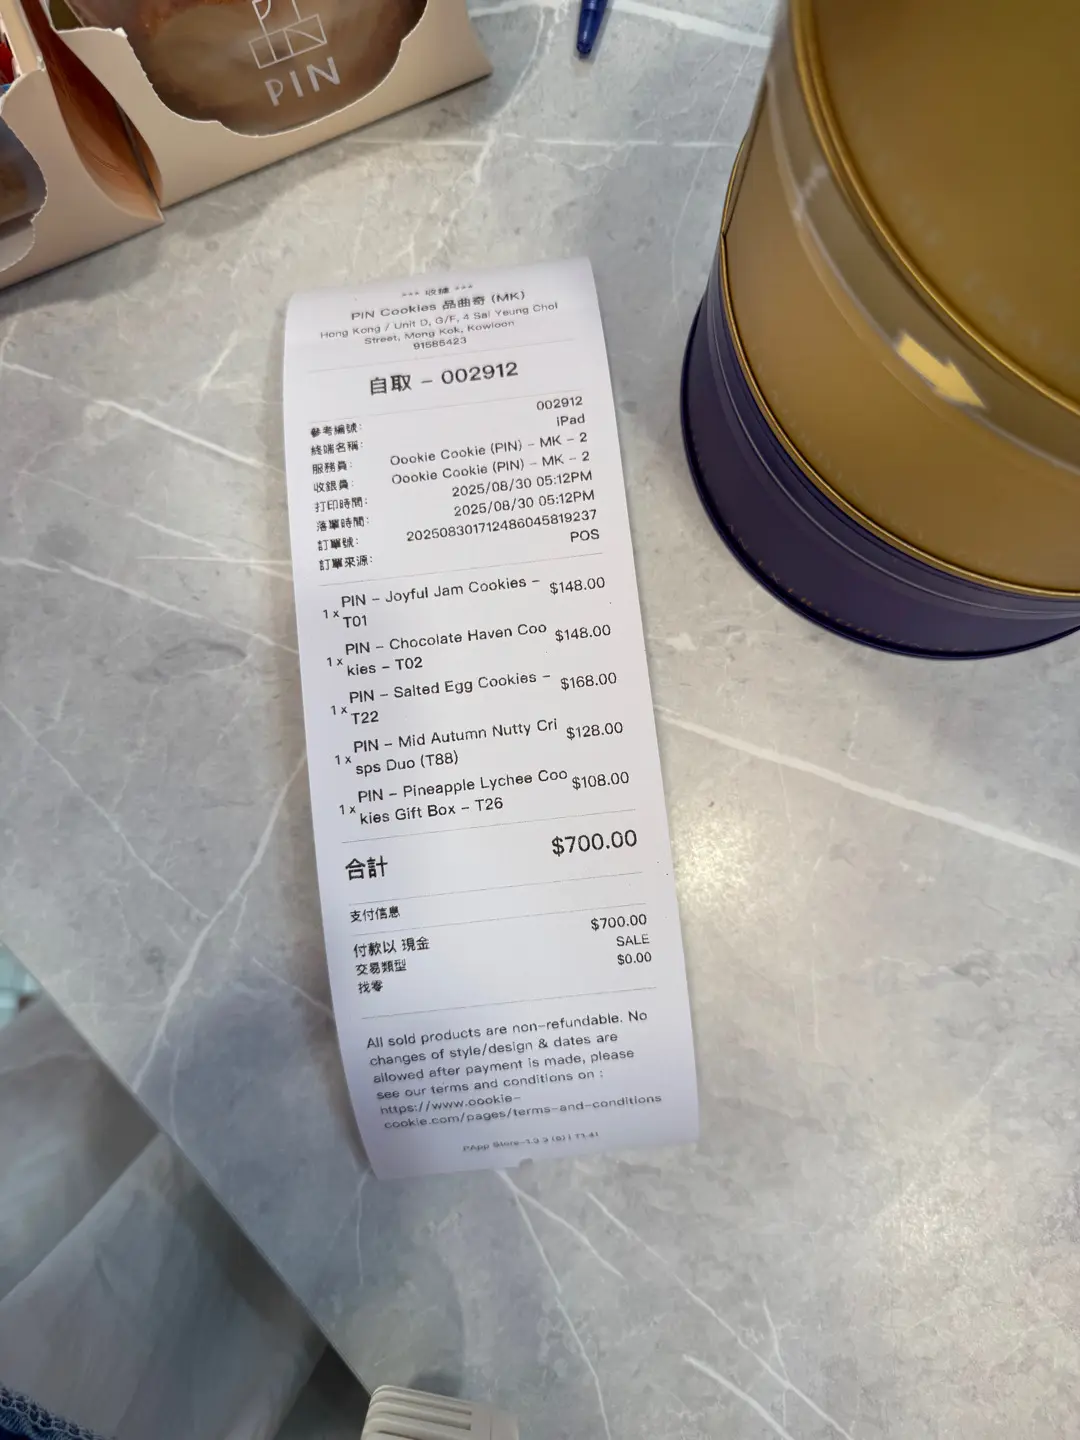 PIN
*** 收據 ***
PIN Cookies 品曲奇 (MK)
Hong Kong / Unit D, G/F, 4 Sai Yeung Choi
Street, Mong Kok, Kowloon
91585423
自取 - 002912
參考編號: 002912
終端名稱: iPad
服務員: Oookie Cookie (PIN) - MK - 2
收銀員: Oookie Cookie (PIN) - MK - 2
打印時間: 2025/08/30 05:12PM
落單時間: 2025/08/30 05:12PM
訂單號: 202508301712486045819237
訂單來源: POS
1 x PIN - Joyful Jam Cookies - $148.00
T01
1 x PIN - Chocolate Haven Coo $148.00
kies - T02
1 x PIN - Salted Egg Cookies - $168.00
T22
1 x PIN - Mid Autumn Nutty Cri $128.00
sps Duo (T88)
1 x PIN - Pineapple Lychee Coo $108.00
kies Gift Box - T26
合計 $700.00
支付信息
付款以 現金 $700.00
交易類型 SALE
找零 $0.00
All sold products are non-refundable. No
changes of style/design & dates are
allowed after payment is made, please
see our terms and conditions on :
https://www.oookie-
cookie.com/pages/terms-and-conditions